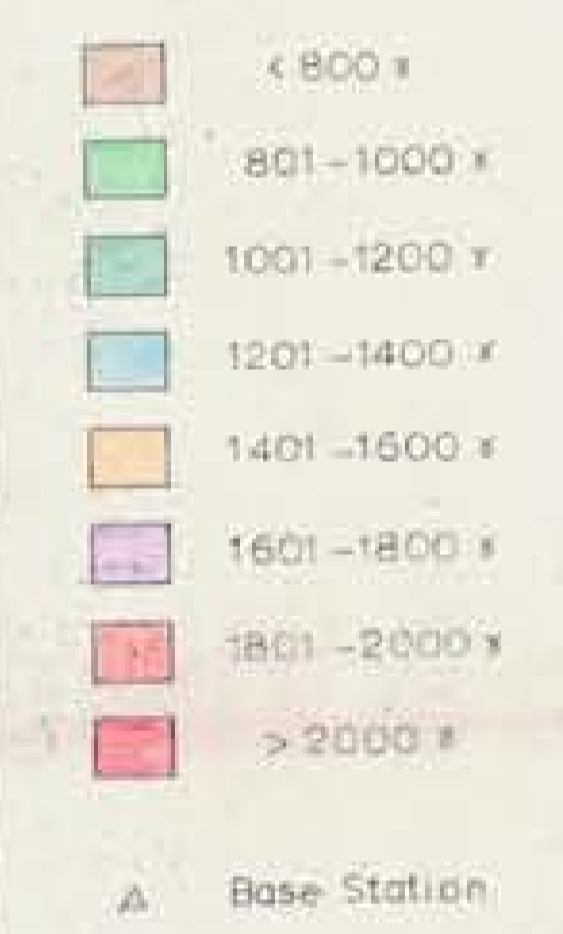 < 800 γ
801 - 1000 γ
1001 - 1200 γ
1201 - 1400 γ
1401 - 1600 γ
1601 - 1800 γ
1801 - 2000 γ
> 2000 γ
Base Station